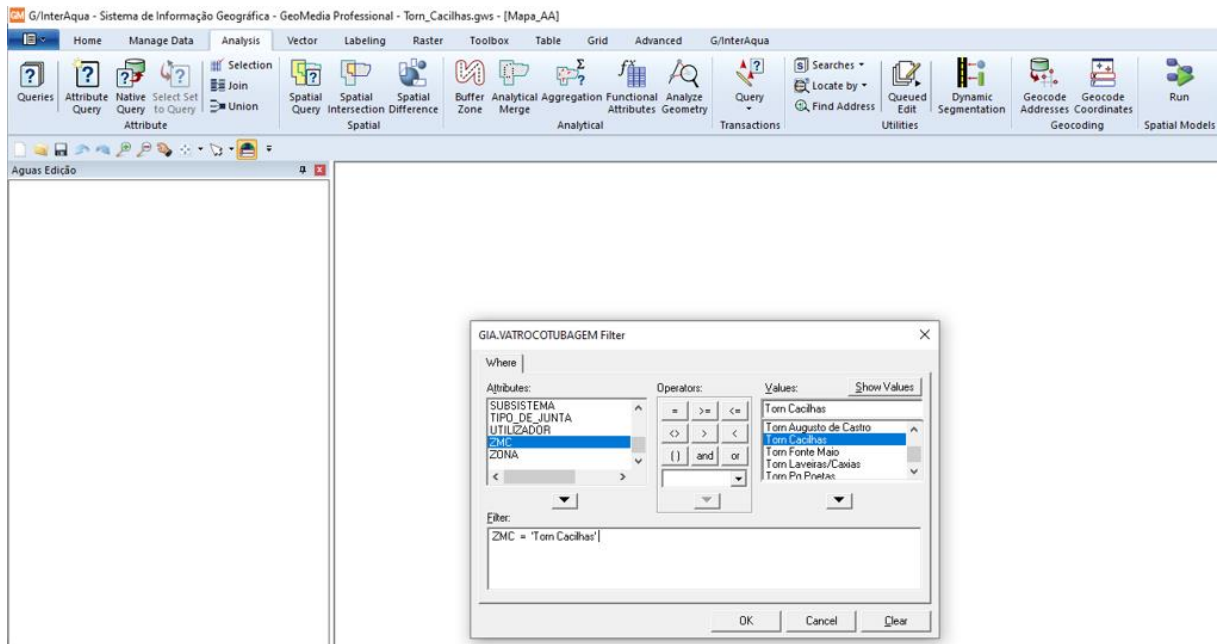 GM G/InterAqua - Sistema de Informação Geográfica - GeoMedia Professional - Torn_Cacilhas.gws - [Mapa_AA]
Home Manage Data Analysis Vector Labeling Raster Toolbox Table Grid Advanced G/InterAqua
Queries
Attribute Query
Native Query
Select Set to Query
Selection
Join
Union
Attribute
Spatial Query
Spatial Intersection
Spatial Difference
Spatial
Buffer Zone
Analytical Merge
Aggregation
Functional Attributes
Analyze Geometry
Analytical
Query
Transactions
Searches
Locate by
Find Address
Queued Edit
Utilities
Dynamic Segmentation
Geocode Addresses
Geocode Coordinates
Geocoding
Run
Spatial Models
Aguas Edição
GIA.VATROCOTUBAGEM Filter
Where
Attributes:
SUBSISTEMA
TIPO_DE_JUNTA
UTILIZADOR
ZMC
ZONA
Operators:
= >= <=
<> > <
( ) and or
Values: Show Values
Torn Cacilhas
Torn Augusto de Castro
Torn Cacilhas
Torn Fonte Maio
Torn Laveiras/Caxias
Torn Pq Poetas
Filter:
ZMC = 'Torn Cacilhas'
OK Cancel Clear